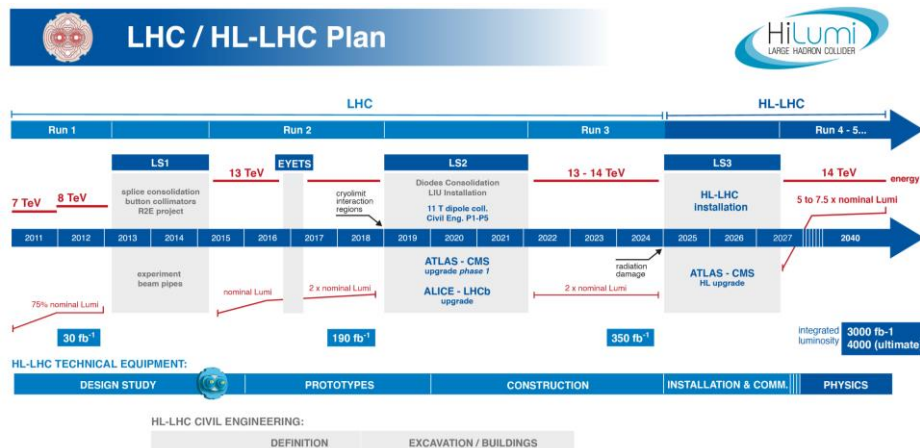 LHC / HL-LHC Plan
HiLumi
LARGE HADRON COLLIDER
LHC
HL-LHC
Run 1
Run 2
Run 3
Run 4 - 5...
LS1
EYETS
LS2
LS3
13 TeV
13 - 14 TeV
14 TeV
energy
splice consolidation
button collimators
R2E project
cryolimit
interaction
regions
Diodes Consolidation
LIU Installation
11 T dipole coll.
Civil Eng. P1-P5
HL-LHC
installation
7 TeV
8 TeV
5 to 7.5 x nominal Lumi
2011 2012 2013 2014 2015 2016 2017 2018 2019 2020 2021 2022 2023 2024 2025 2026 2027 2040
experiment
beam pipes
ATLAS - CMS
upgrade phase 1
ALICE - LHCb
upgrade
radiation
damage
ATLAS - CMS
HL upgrade
75% nominal Lumi
nominal Lumi
2 x nominal Lumi
2 x nominal Lumi
30 fb⁻¹
190 fb⁻¹
350 fb⁻¹
integrated
luminosity
3000 fb-1
4000 (ultimate
HL-LHC TECHNICAL EQUIPMENT:
DESIGN STUDY
PROTOTYPES
CONSTRUCTION
INSTALLATION & COMM.
PHYSICS
HL-LHC CIVIL ENGINEERING:
DEFINITION
EXCAVATION / BUILDINGS